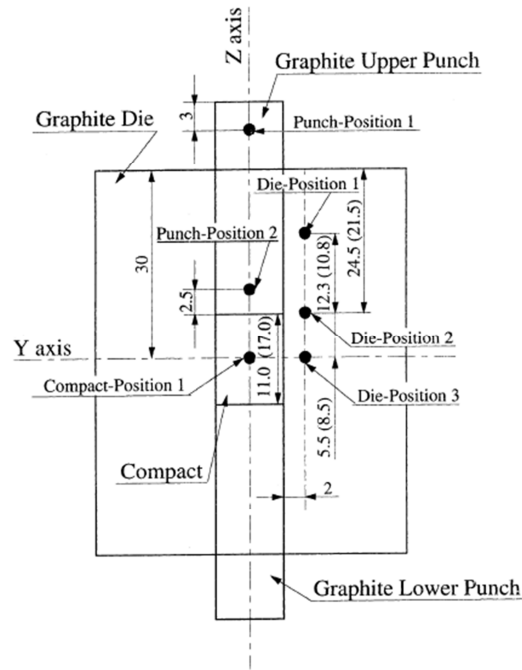 Z axis
Graphite Upper Punch
3
Punch-Position 1
Graphite Die
Die-Position 1
24.5 (21.5)
Punch-Position 2
12.3 (10.8)
30
2.5
Die-Position 2
Y axis
11.0 (17.0)
Compact-Position 1
Die-Position 3
5.5 (8.5)
Compact
2
Graphite Lower Punch